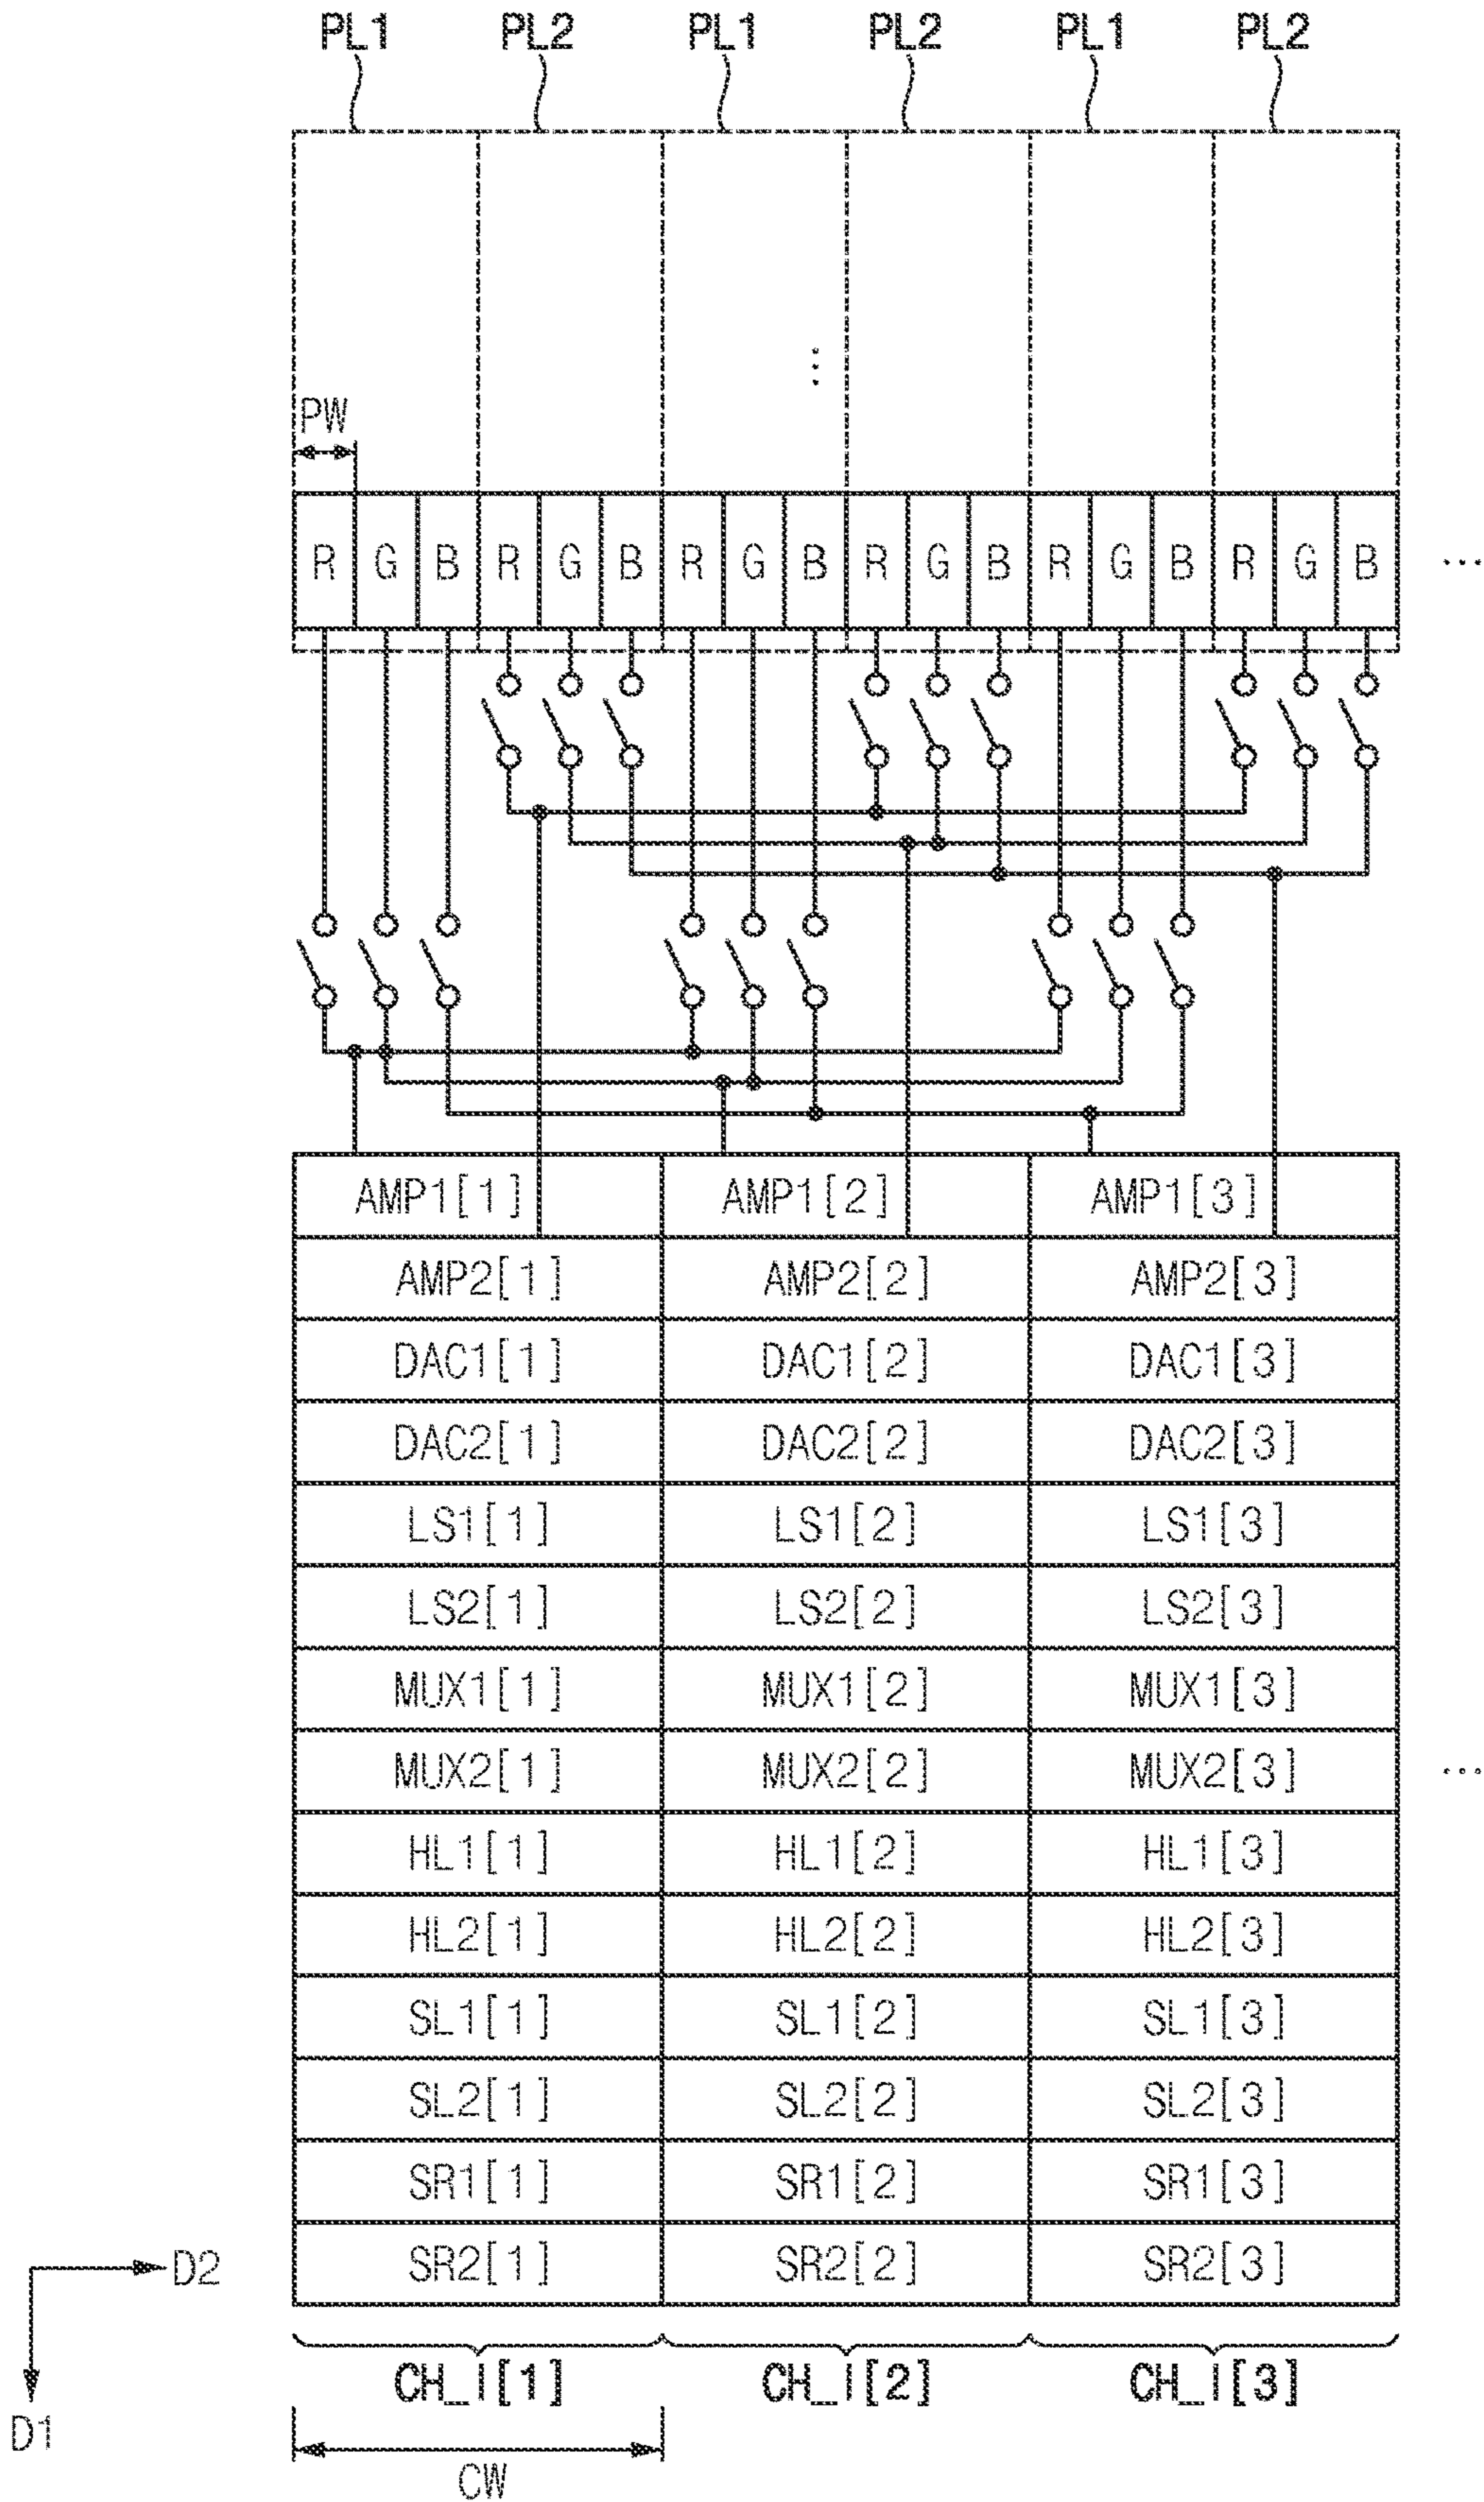 PL1 PL2 PL1 PL2 PL1 PL2
PW
R G B R G B R G B R G B R G B R G B ...
AMP1[1] AMP1[2] AMP1[3]
AMP2[1] AMP2[2] AMP2[3]
DAC1[1] DAC1[2] DAC1[3]
DAC2[1] DAC2[2] DAC2[3]
LS1[1] LS1[2] LS1[3]
LS2[1] LS2[2] LS2[3]
MUX1[1] MUX1[2] MUX1[3]
MUX2[1] MUX2[2] MUX2[3] ...
HL1[1] HL1[2] HL1[3]
HL2[1] HL2[2] HL2[3]
SL1[1] SL1[2] SL1[3]
SL2[1] SL2[2] SL2[3]
SR1[1] SR1[2] SR1[3]
D2 SR2[1] SR2[2] SR2[3]
CH_I[1] CH_I[2] CH_I[3]
D1
CW